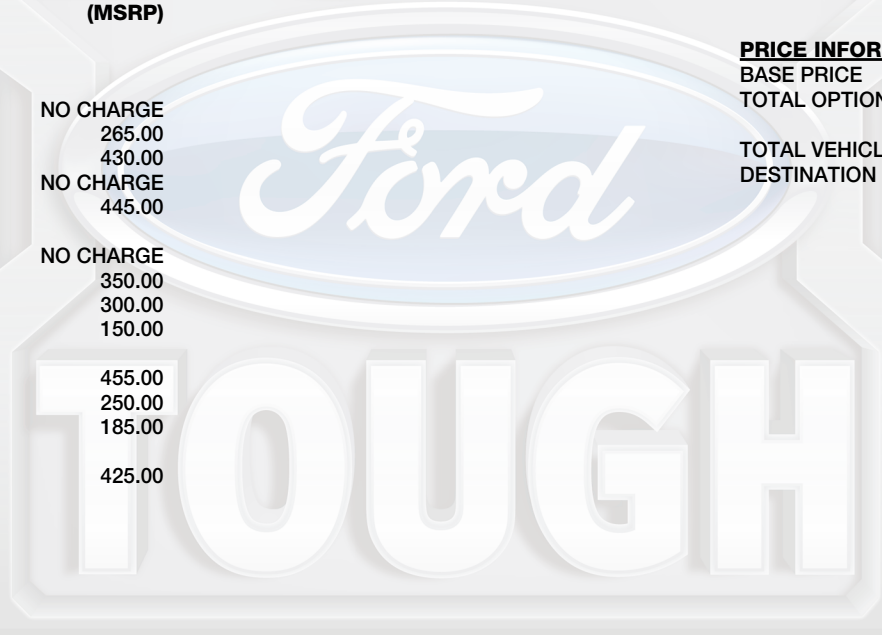 (MSRP)
NO CHARGE
265.00
430.00
NO CHARGE
445.00
NO CHARGE
350.00
300.00
150.00
455.00
250.00
185.00
425.00
PRICE INFOR
BASE PRICE
TOTAL OPTION
TOTAL VEHICL
DESTINATION
Ford
TOUGH